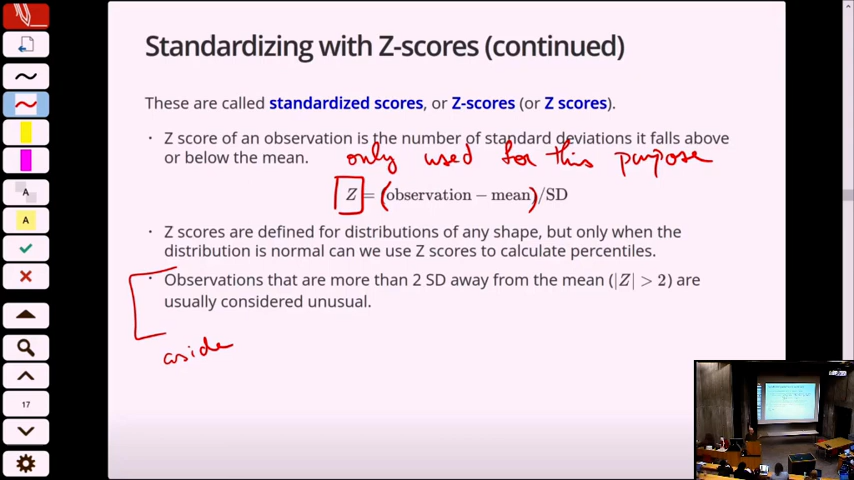 Standardizing with Z-scores (continued)
These are called standardized scores, or Z-scores (or Z scores).
· Z score of an observation is the number of standard deviations it falls above
or below the mean.
only used for this purpose
Z = (observation − mean)/SD
· Z scores are defined for distributions of any shape, but only when the
distribution is normal can we use Z scores to calculate percentiles.
· Observations that are more than 2 SD away from the mean (|Z| > 2) are
usually considered unusual.
aside
A
A
17